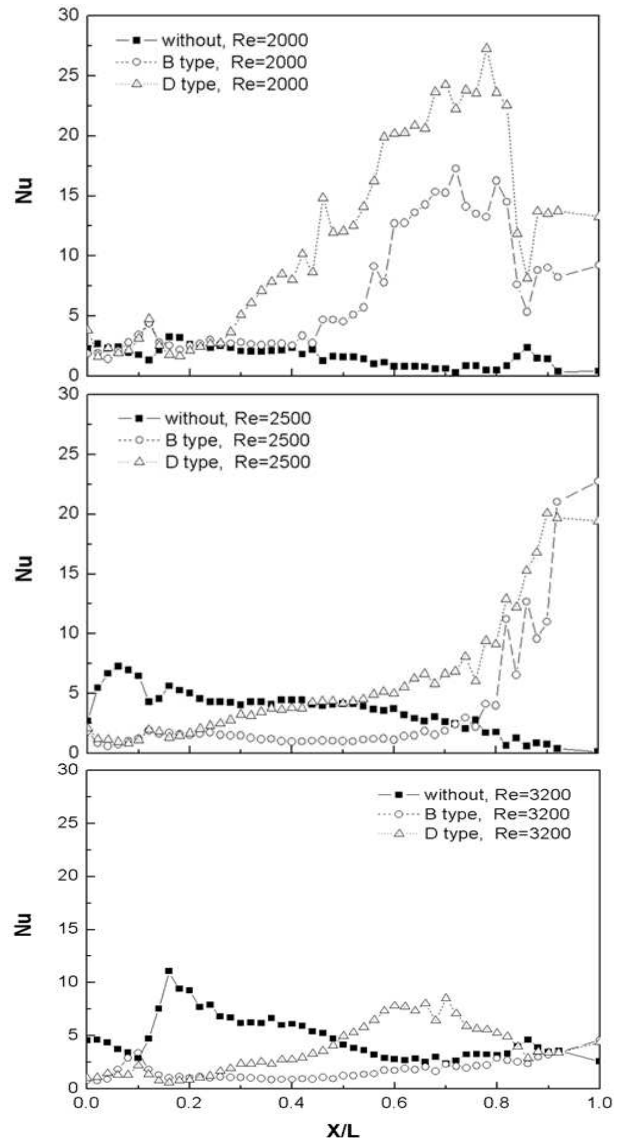 30
25
20
15
10
5
0
Nu
without, Re=2000
B type, Re=2000
D type, Re=2000
30
25
20
15
10
5
0
Nu
without, Re=2500
B type, Re=2500
D type, Re=2500
30
25
20
15
10
5
0
Nu
without, Re=3200
B type, Re=3200
D type, Re=3200
0.0 0.2 0.4 0.6 0.8 1.0
X/L